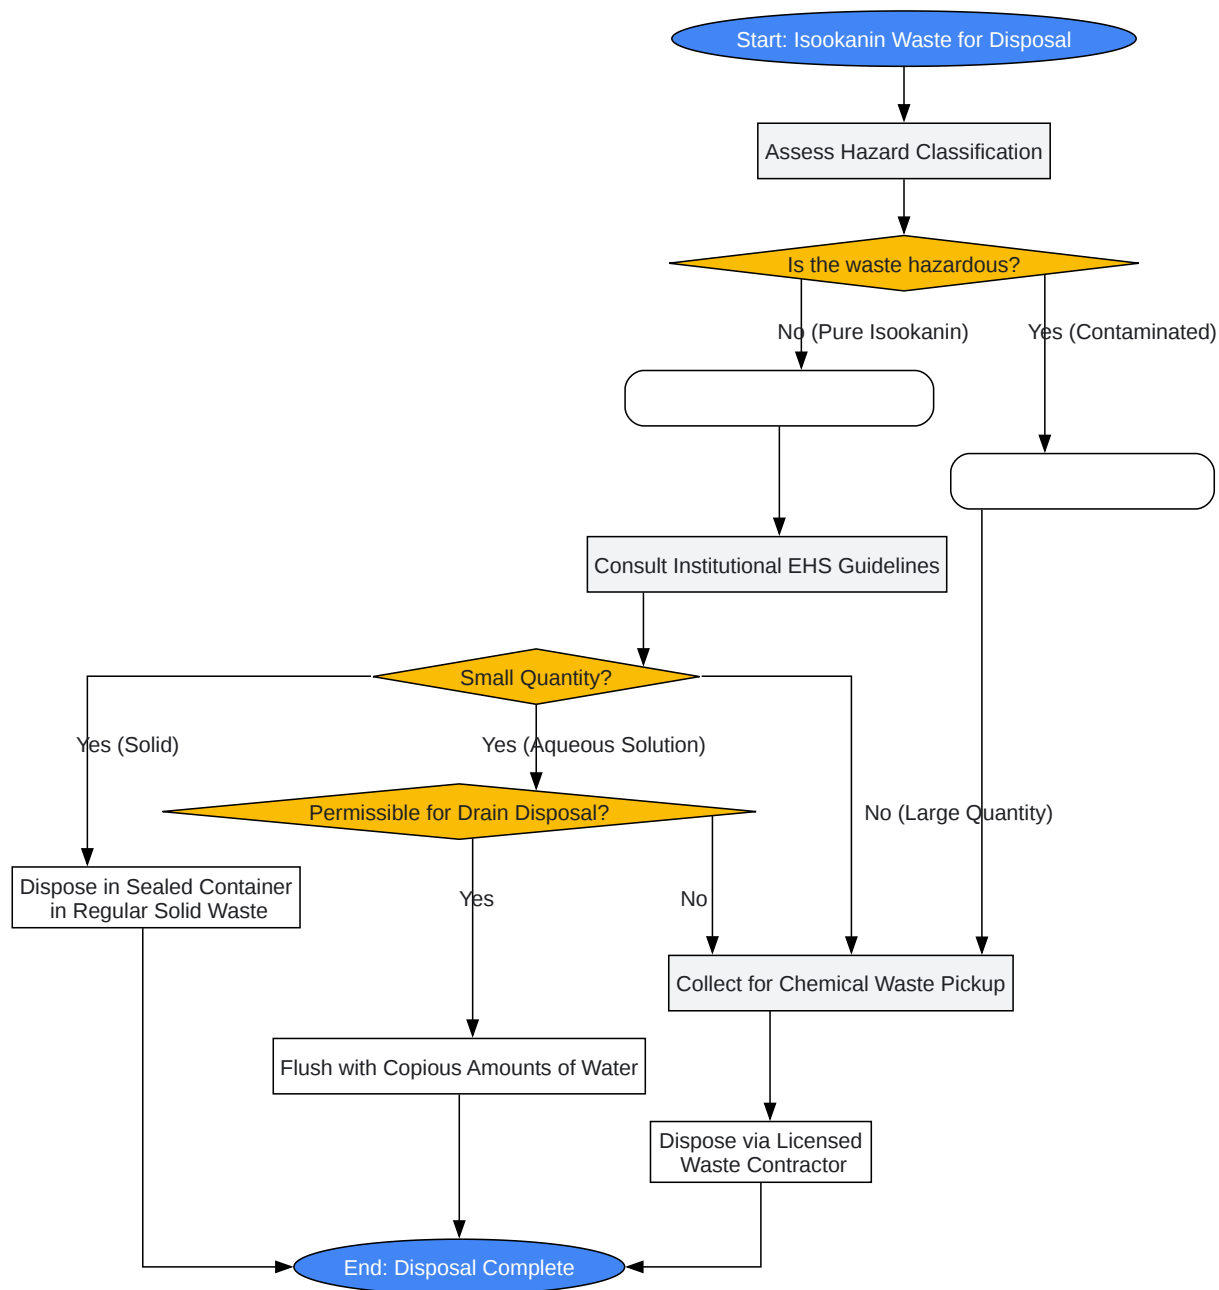 Start: Isookanin Waste for Disposal
Assess Hazard Classification
Is the waste hazardous?
No (Pure Isookanin)
Yes (Contaminated)
Consult Institutional EHS Guidelines
Small Quantity?
Yes (Solid)
Yes (Aqueous Solution)
Permissible for Drain Disposal?
No (Large Quantity)
Dispose in Sealed Container
in Regular Solid Waste
Yes
No
Collect for Chemical Waste Pickup
Flush with Copious Amounts of Water
Dispose via Licensed
Waste Contractor
End: Disposal Complete